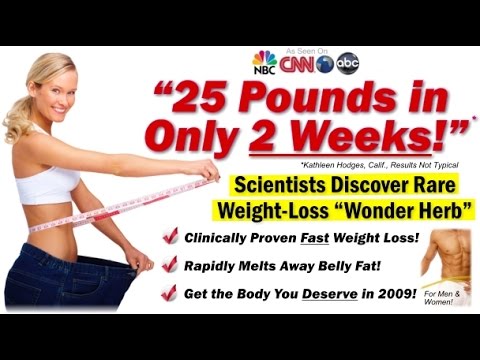 As Seen On
NBC CNN abc
“25 Pounds in
Only 2 Weeks!”*
*Kathleen Hodges, Calif., Results Not Typical
Scientists Discover Rare
Weight-Loss “Wonder Herb”
Clinically Proven Fast Weight Loss!
Rapidly Melts Away Belly Fat!
Get the Body You Deserve in 2009!
For Men &
Women!